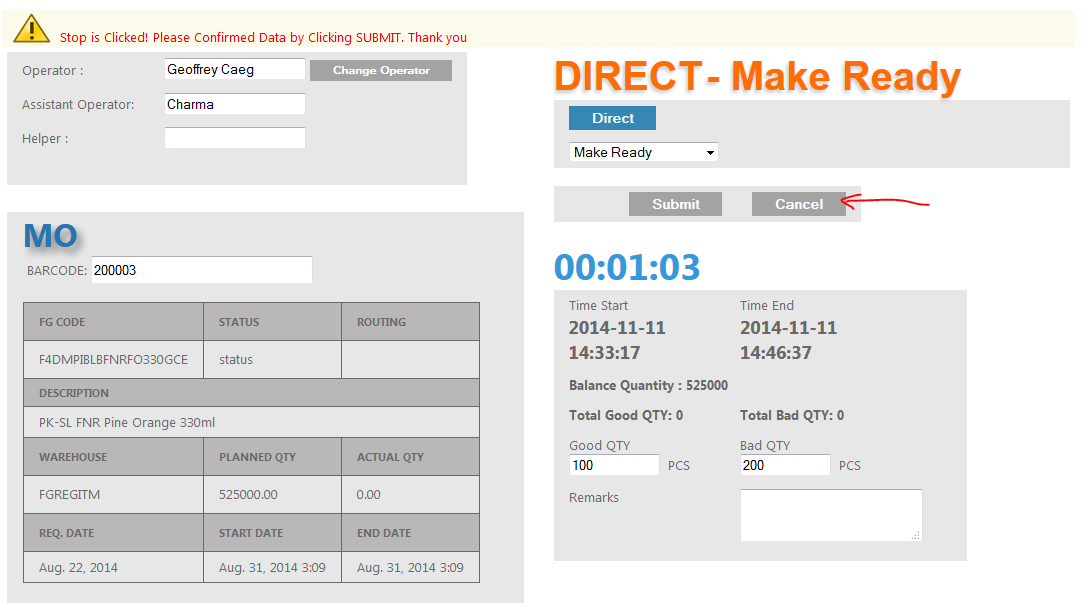 Stop is Clicked! Please Confirmed Data by Clicking SUBMIT. Thank you
Operator : Geoffrey Caeg Change Operator
Assistant Operator: Charma
Helper :
DIRECT - Make Ready
Direct
Make Ready
Submit Cancel
MO
BARCODE: 200003
FG CODE STATUS ROUTING
F4DMPIBLBFNRFO330GCE status
DESCRIPTION
PK-SL FNR Pine Orange 330ml
WAREHOUSE PLANNED QTY ACTUAL QTY
FGREGITM 525000.00 0.00
REQ. DATE START DATE END DATE
Aug. 22, 2014 Aug. 31, 2014 3:09 Aug. 31, 2014 3:09
00:01:03
Time Start Time End
2014-11-11 2014-11-11
14:33:17 14:46:37
Balance Quantity : 525000
Total Good QTY: 0 Total Bad QTY: 0
Good QTY Bad QTY
100 PCS 200 PCS
Remarks